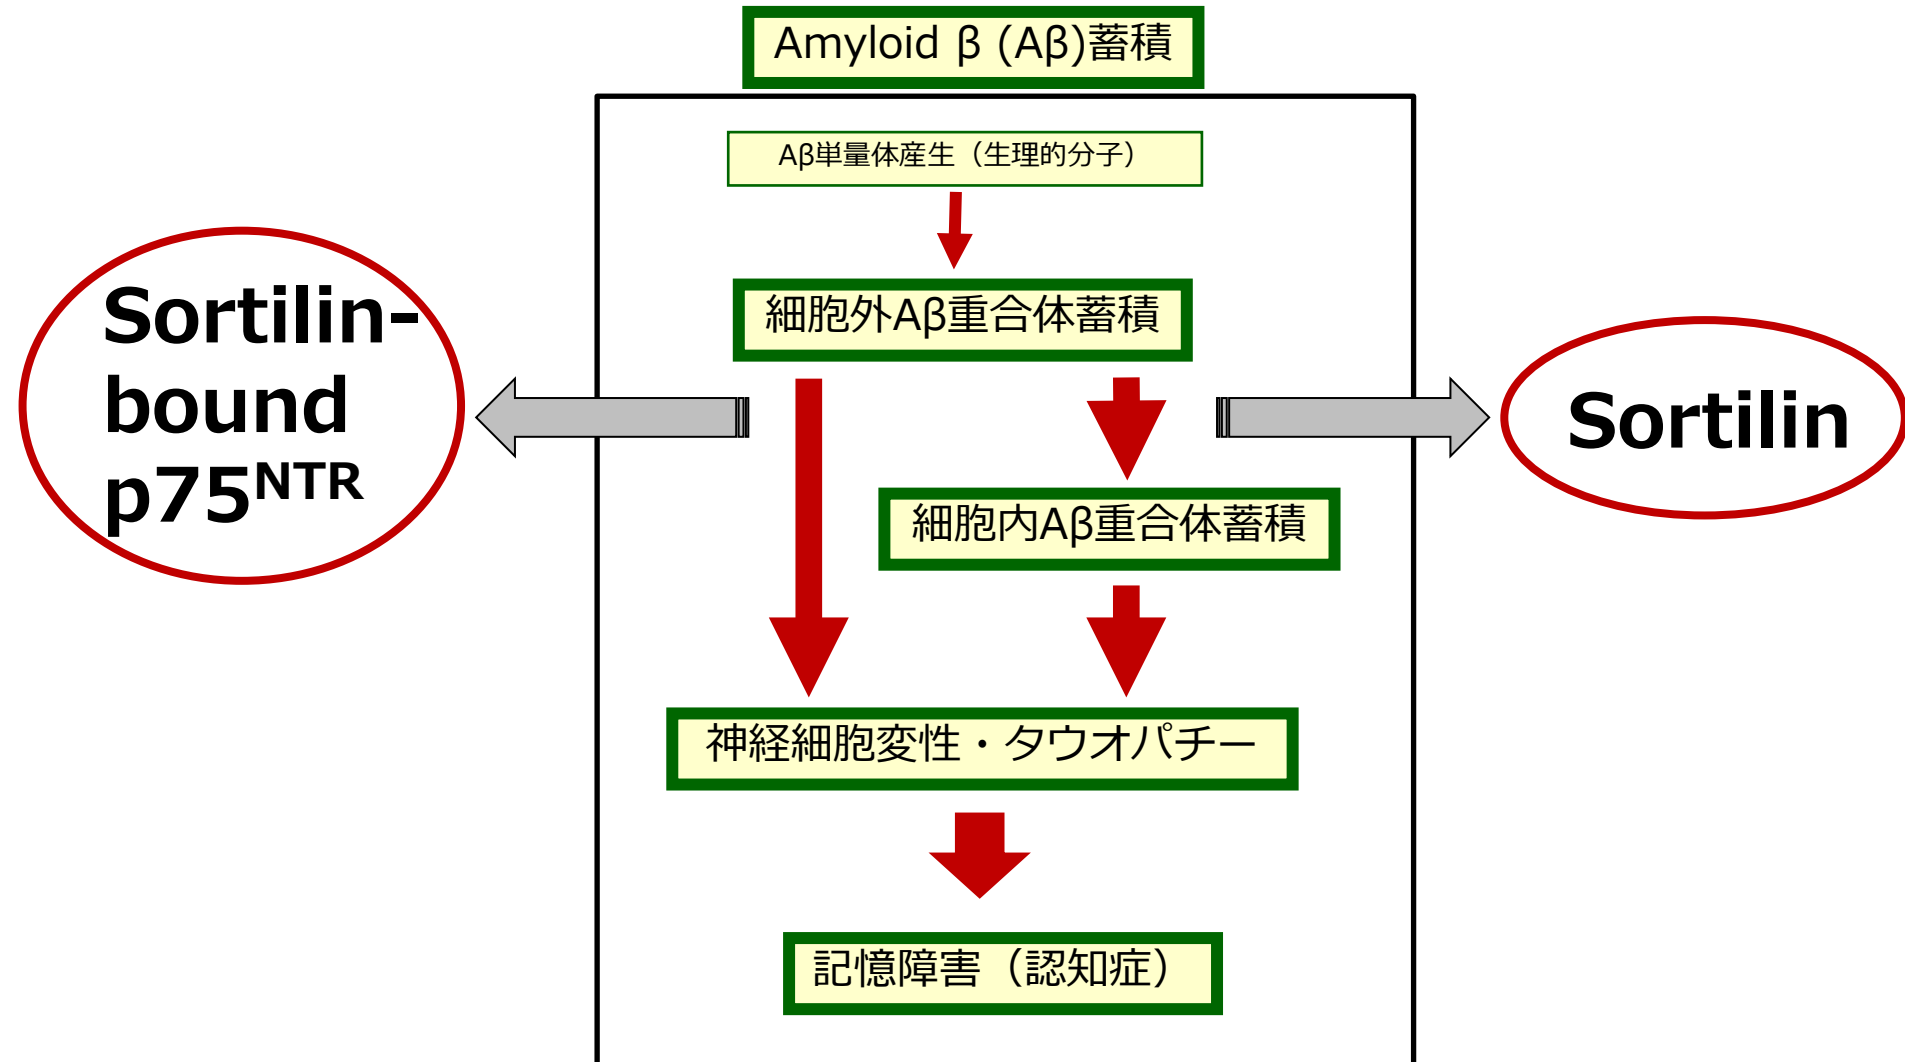 Amyloid β (Aβ)蓄積
Aβ単量体産生（生理的分子）
細胞外Aβ重合体蓄積
Sortilin-
bound
p75NTR
Sortilin
細胞内Aβ重合体蓄積
神経細胞変性・タウオパチー
記憶障害（認知症）